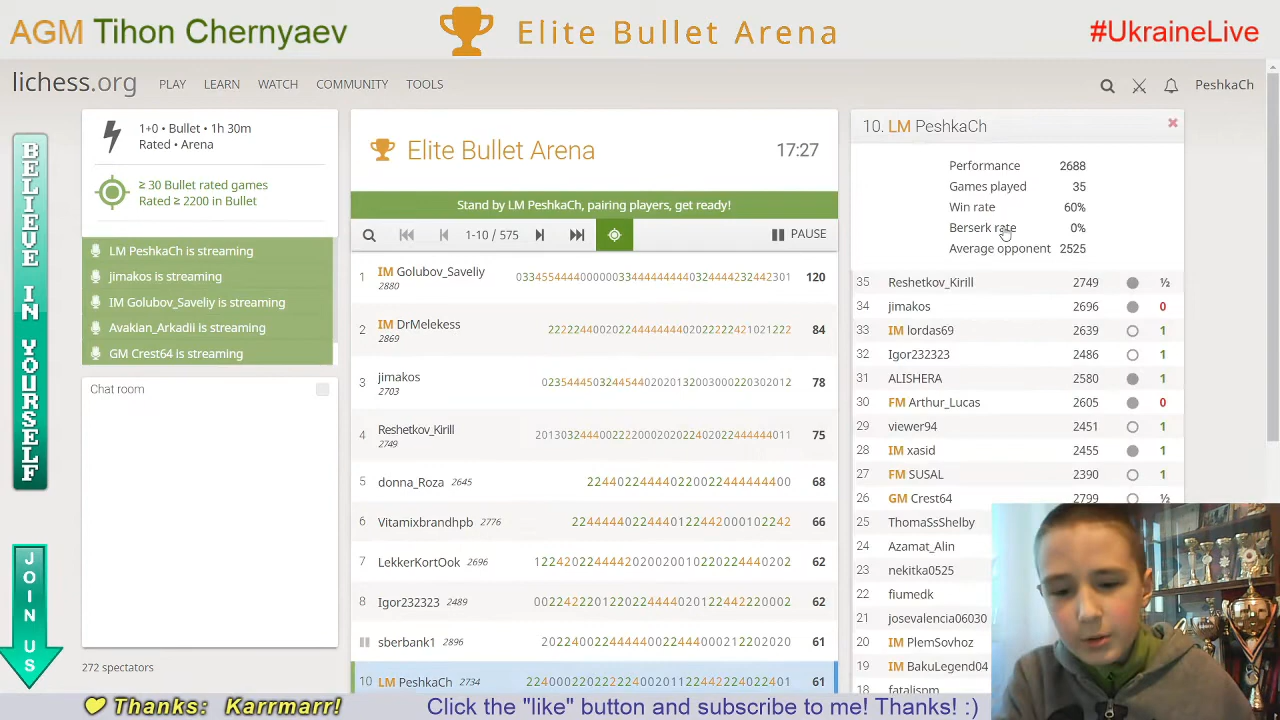 AGM Tihon Chernyaev
Elite Bullet Arena
#UkraineLive
lichess.org
PLAY LEARN WATCH COMMUNITY TOOLS
PeshkaCh
BELIEVE IN YOURSELF
JOIN US
1+0 • Bullet • 1h 30m
Rated • Arena
≥ 30 Bullet rated games
Rated ≥ 2200 in Bullet
LM PeshkaCh is streaming
jimakos is streaming
IM Golubov_Saveliy is streaming
Avakian_Arkadii is streaming
GM Crest64 is streaming
Chat room
272 spectators
Elite Bullet Arena 17:27
Stand by LM PeshkaCh, pairing players, get ready!
1-10 / 575 PAUSE
1 IM Golubov_Saveliy 2880 120
2 IM DrMelekess 2869 84
3 jimakos 2703 78
4 Reshetkov_Kirill 2749 75
5 donna_Roza 2645 68
6 Vitamixbrandhpb 2776 66
7 LekkerKortOok 2696 62
8 Igor232323 2489 62
sberbank1 2896 61
10 LM PeshkaCh 2734 61
10. LM PeshkaCh
Performance 2688
Games played 35
Win rate 60%
Berserk rate 0%
Average opponent 2525
35 Reshetkov_Kirill 2749 ½
34 jimakos 2696 0
33 IM lordas69 2639 1
32 Igor232323 2486 1
31 ALISHERA 2580 1
30 FM Arthur_Lucas 2605 0
29 viewer94 2451 1
28 IM xasid 2455 1
27 FM SUSAL 2390 1
26 GM Crest64 2799 ½
25 ThomaSsShelby
24 Azamat_Alin
23 nekitka0525
22 fiumedk
21 josevalencia06030
20 IM PlemSovhoz
19 IM BakuLegend04
18 fatalispm
Thanks: Karrmarr!
Click the "like" button and subscribe to me! Thanks! :)